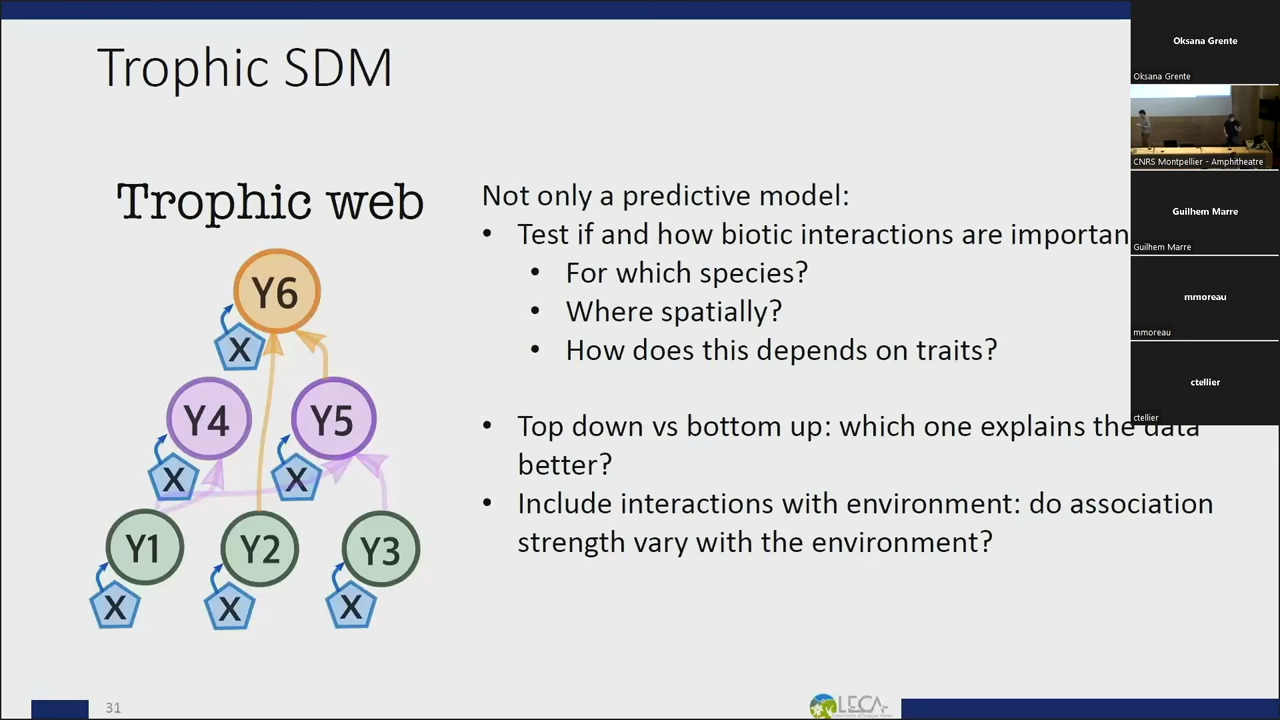 Trophic SDM
Trophic web
Y6
X
Y4
Y5
X
X
Y1
Y2
Y3
X
X
X
Not only a predictive model:
• Test if and how biotic interactions are importan
• For which species?
• Where spatially?
• How does this depends on traits?
• Top down vs bottom up: which one explains the data
better?
• Include interactions with environment: do association
strength vary with the environment?
31
LECA
Oksana Grente
Oksana Grente
CNRS Montpellier - Amphitheatre
Guilhem Marre
Guilhem Marre
mmoreau
mmoreau
ctellier
ctellier